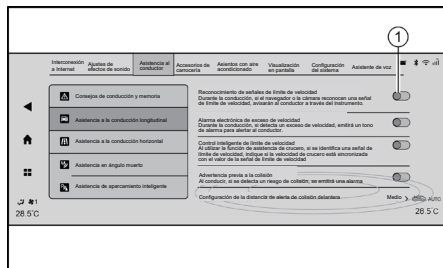 1
Interconexión a Internet
Ajustes de efectos de sonido
Asistencia al conductor
Accesorios de carrocería
Asientos con aire acondicionado
Visualización en pantalla
Configuración del sistema
Asistente de voz
Consejos de conducción y memoria
Asistencia a la conducción longitudinal
Asistencia a la conducción horizontal
Asistencia en ángulo muerto
Asistencia de aparcamiento inteligente
Reconocimiento de señales de límite de velocidad
Durante la conducción, si el navegador o la cámara reconocen una señal
de límite de velocidad, avisarán al conductor a través del instrumento.
Alarma electrónica de exceso de velocidad
Durante la conducción, si detecta un exceso de velocidad, emitirá un tono
de alarma para alertar al conductor.
Control inteligente de límite de velocidad
Al utilizar la función de asistencia de crucero, si se identifica una señal de
límite de velocidad, indique si la velocidad de crucero está sincronizada
con el valor de la señal de límite de velocidad
Advertencia previa a la colisión
Al conducir, si se detecta un riesgo de colisión, se emitirá una alarma
Configuración de la distancia de alerta de colisión delantera
Medio
1
28.5°C
AUTO
28.5°C